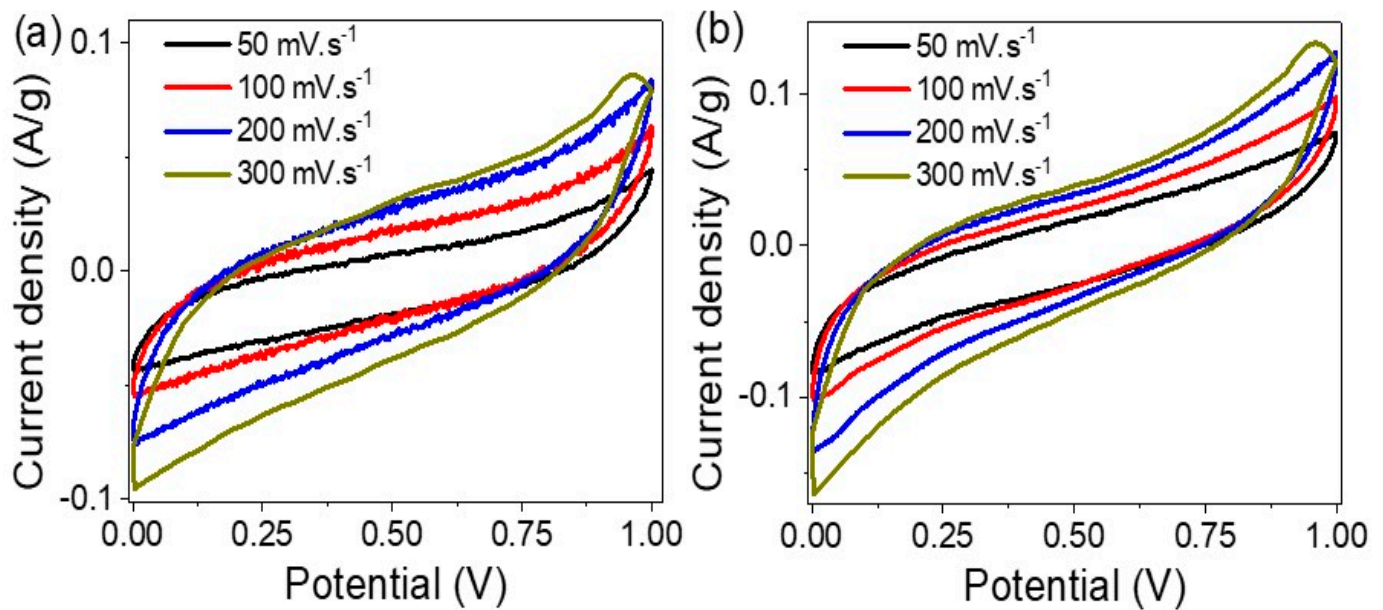 (a)
50 mV.s⁻¹
100 mV.s⁻¹
200 mV.s⁻¹
300 mV.s⁻¹
0.1
0.0
-0.1
Current density (A/g)
0.00 0.25 0.50 0.75 1.00
Potential (V)
(b)
50 mV.s⁻¹
100 mV.s⁻¹
200 mV.s⁻¹
300 mV.s⁻¹
0.1
0.0
-0.1
Current density (A/g)
0.00 0.25 0.50 0.75 1.00
Potential (V)